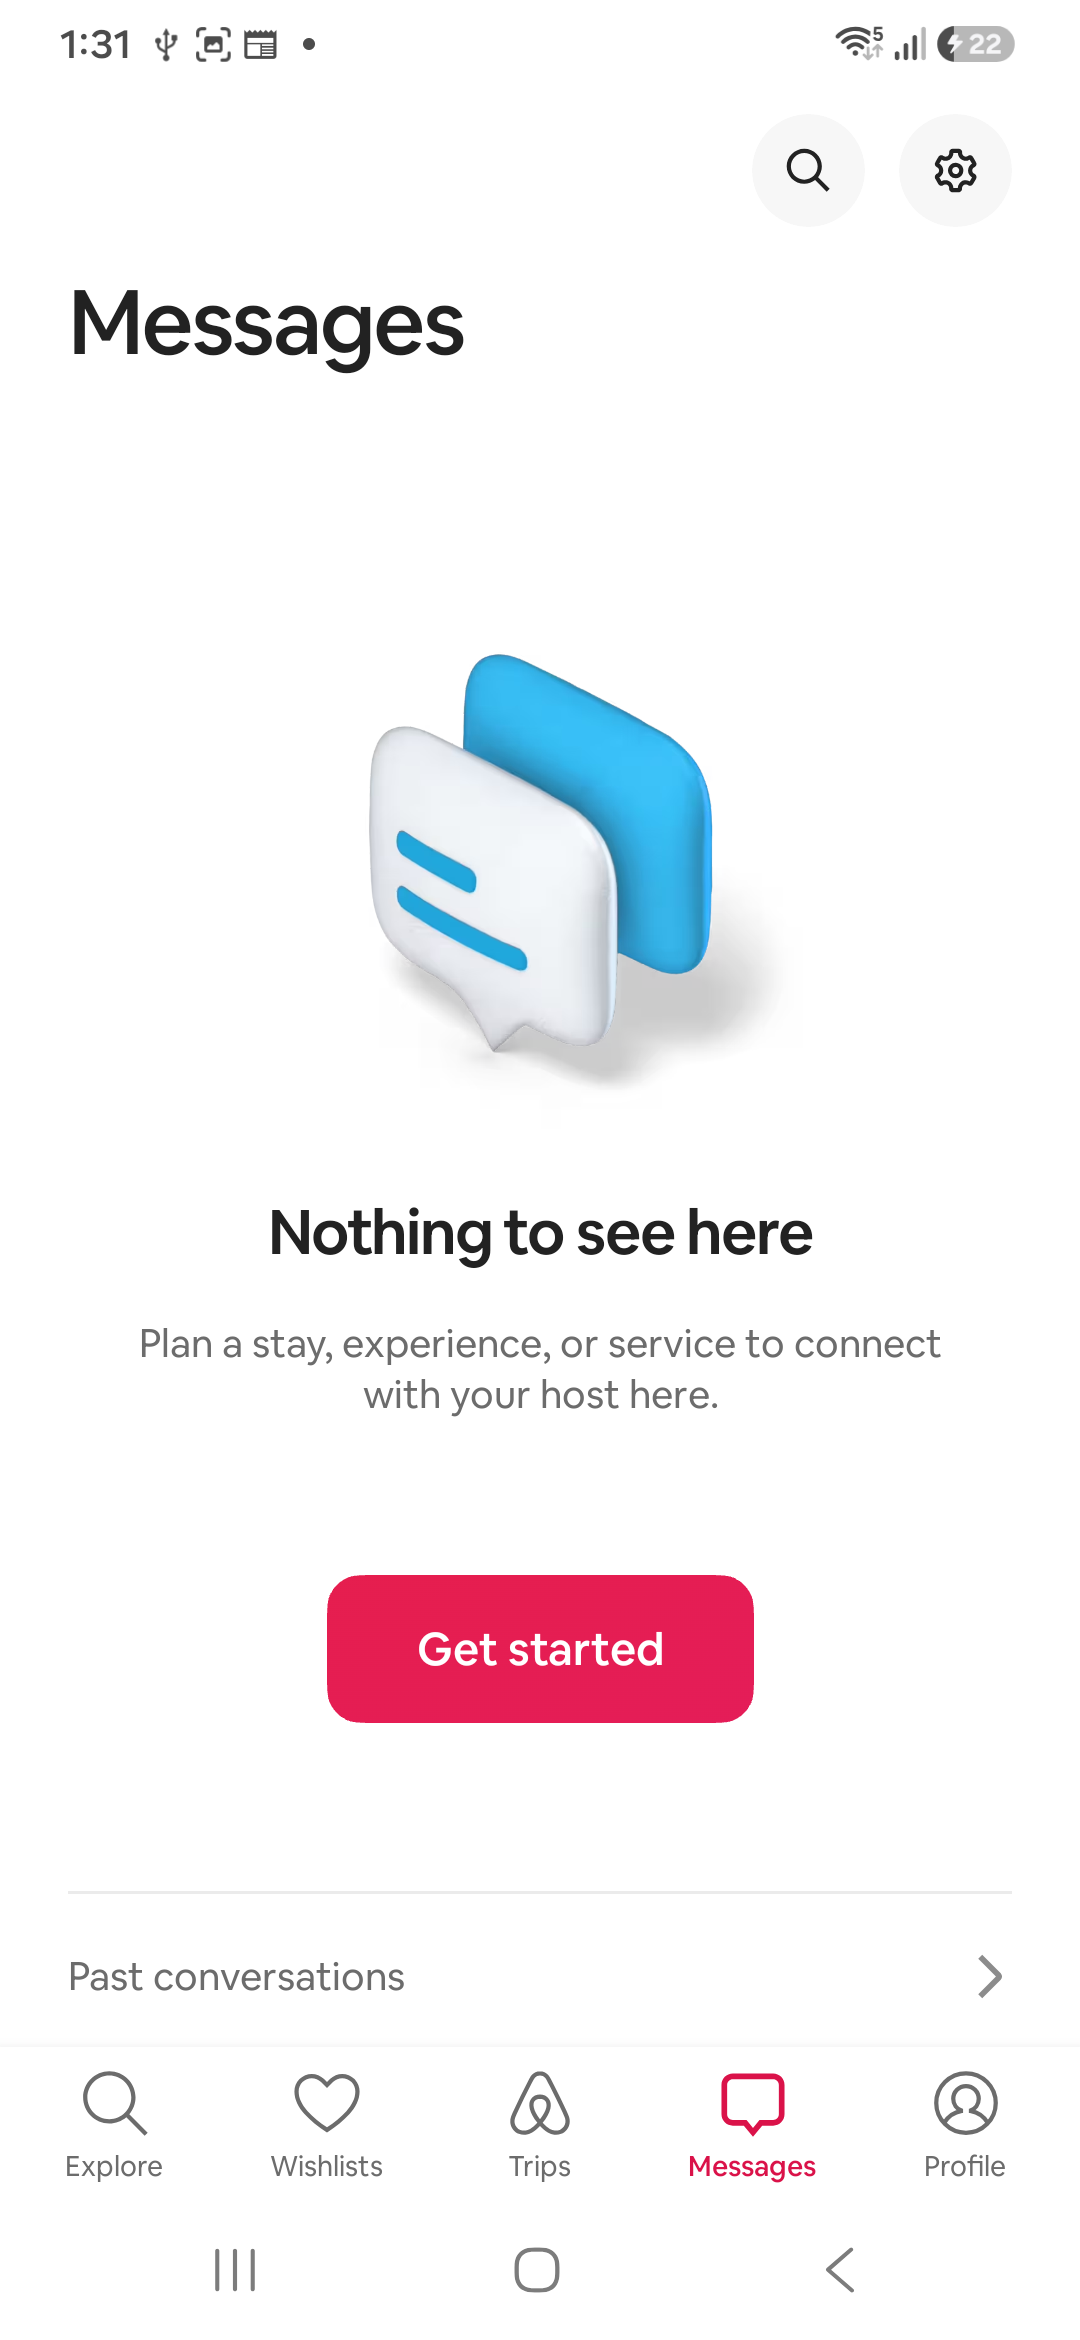 1:31
5
22
Messages
Nothing to see here
Plan a stay, experience, or service to connect
with your host here.
Get started
Past conversations
Explore
Wishlists
Trips
Messages
Profile